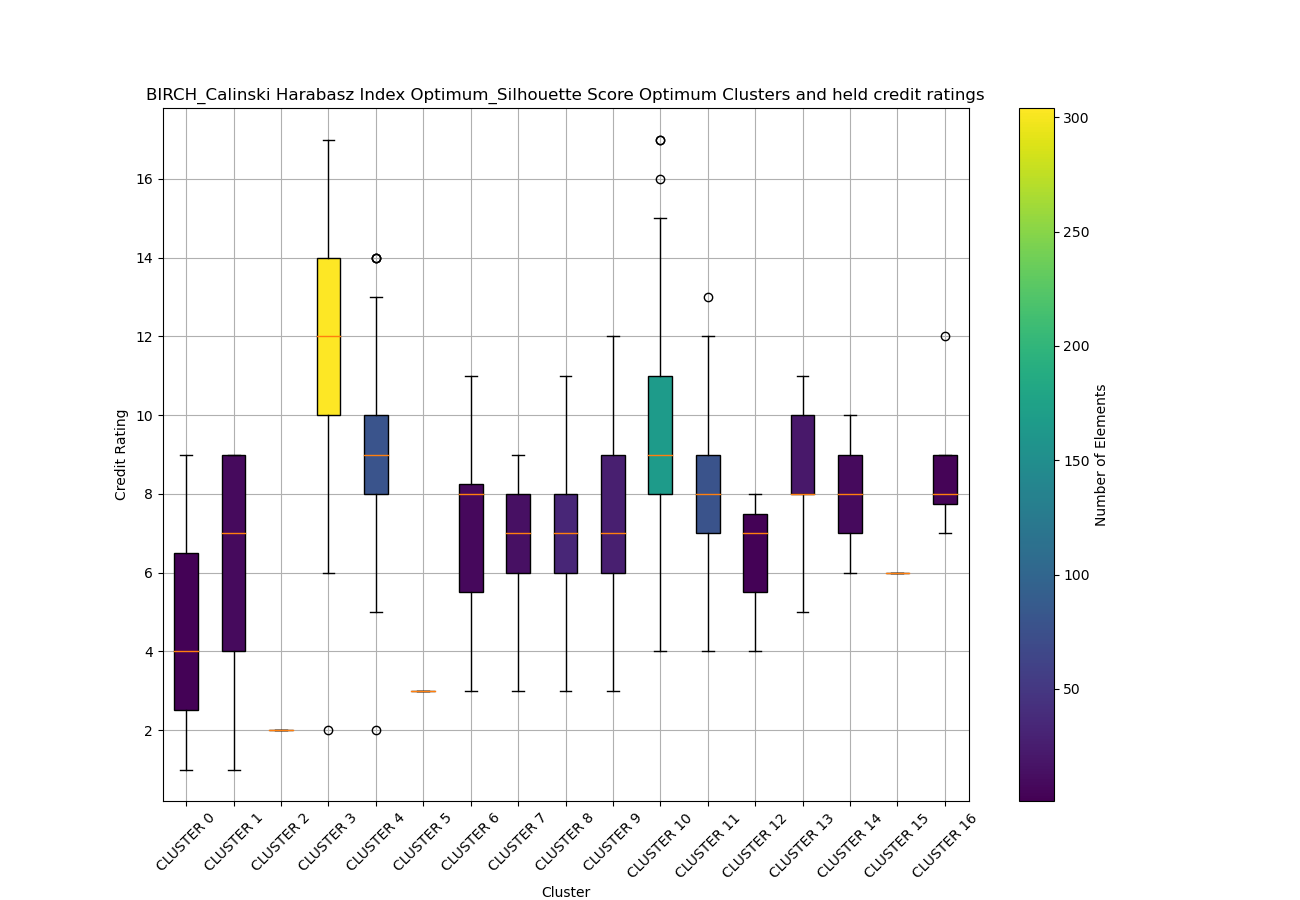 BIRCH_Calinski Harabasz Index Optimum_Silhouette Score Optimum Clusters and held credit ratings
Credit Rating
16
14
12
10
8
6
4
2
CLUSTER 0
CLUSTER 1
CLUSTER 2
CLUSTER 3
CLUSTER 4
CLUSTER 5
CLUSTER 6
CLUSTER 7
CLUSTER 8
CLUSTER 9
CLUSTER 10
CLUSTER 11
CLUSTER 12
CLUSTER 13
CLUSTER 14
CLUSTER 15
CLUSTER 16
Cluster
300
250
200
150
100
50
Number of Elements